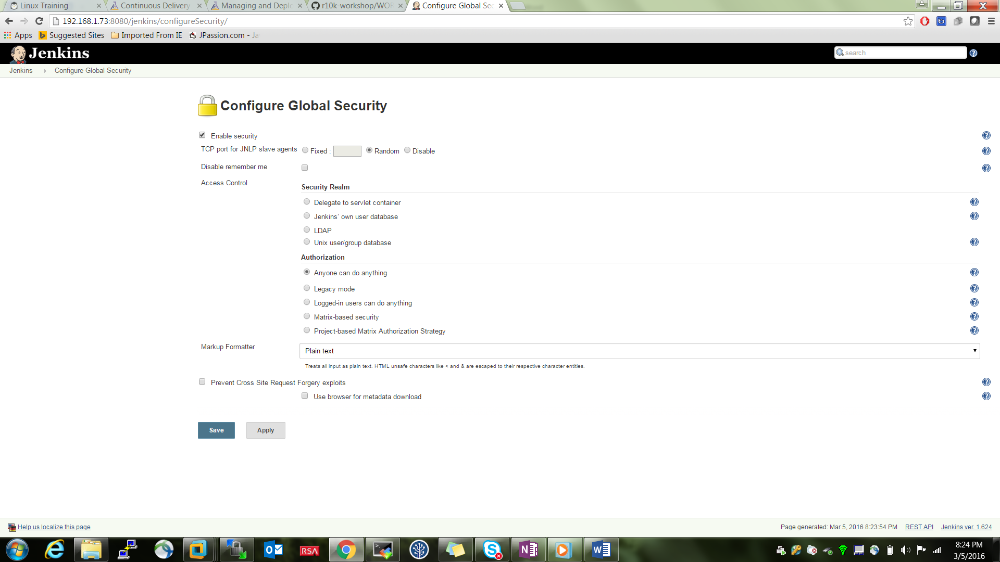 Linux Training
Continuous Delivery
Managing and Deplo
r10k-workshop/WOR
Configure Global Sec
192.168.1.73:8080/jenkins/configureSecurity/
Apps
Suggested Sites
Imported From IE
JPassion.com - Ja
Jenkins
search
Jenkins
Configure Global Security
Configure Global Security
Enable security
TCP port for JNLP slave agents
Fixed :
Random
Disable
Disable remember me
Access Control
Security Realm
Delegate to servlet container
Jenkins' own user database
LDAP
Unix user/group database
Authorization
Anyone can do anything
Legacy mode
Logged-in users can do anything
Matrix-based security
Project-based Matrix Authorization Strategy
Markup Formatter
Plain text
Treats all input as plain text. HTML unsafe characters like < and & are escaped to their respective character entities.
Prevent Cross Site Request Forgery exploits
Use browser for metadata download
Save
Apply
Help us localize this page
Page generated: Mar 5, 2016 8:23:54 PM
REST API
Jenkins ver. 1.624
RSA
8:24 PM
3/5/2016